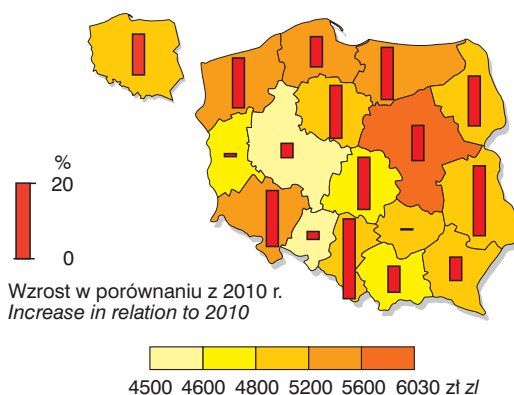 %
20
0
Wzrost w porównaniu z 2010 r.
Increase in relation to 2010
4500 4600 4800 5200 5600 6030 zł zl